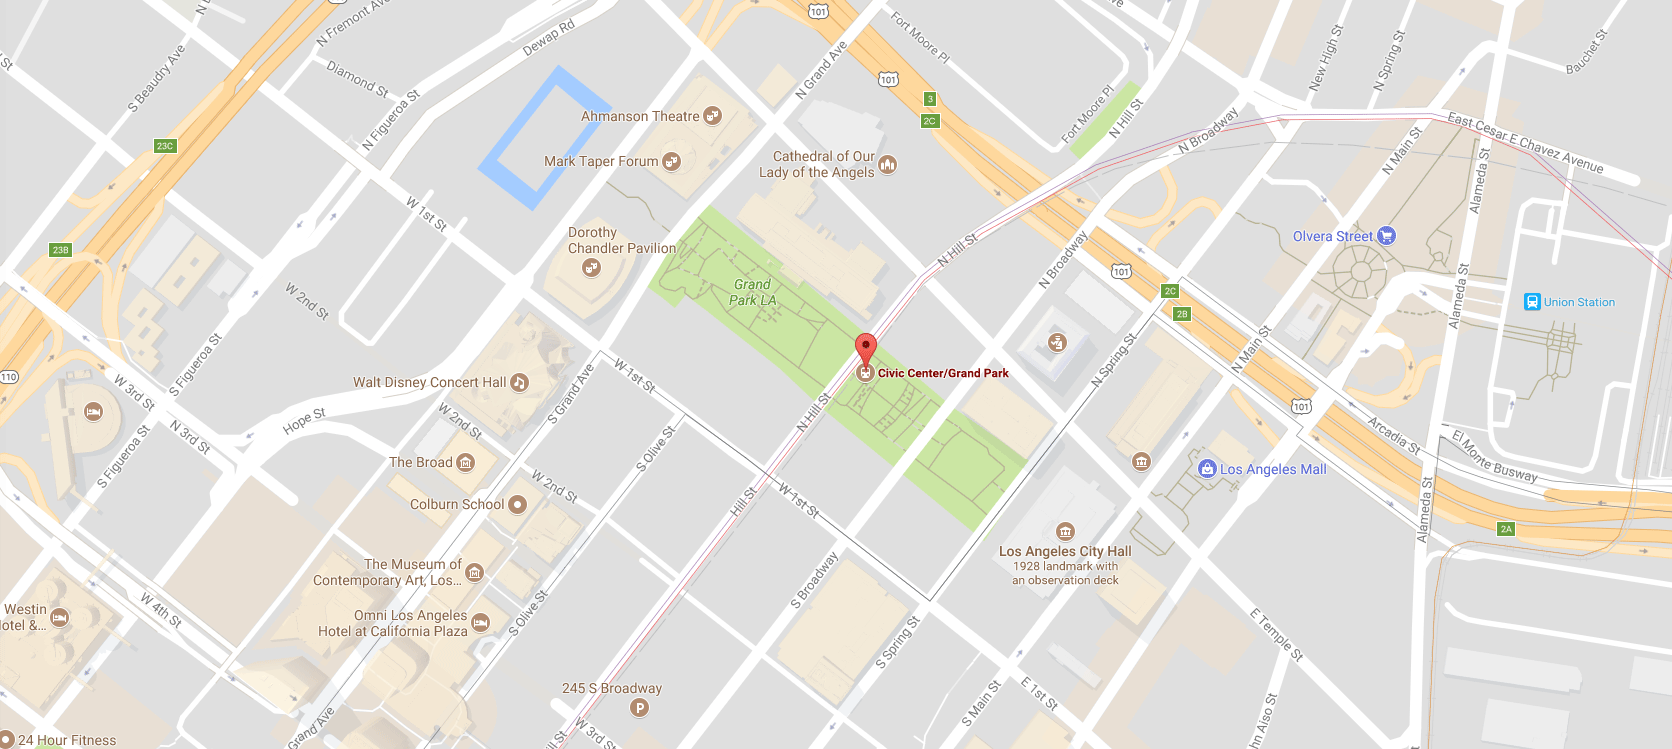 101
Fort Moore Pl
N Fremont Ave
Dewap Rd
S Beaudry Ave
Diamond St
N Figueroa St
N Grand Ave
101
3
2C
New High St
N Spring St
Bauchet St
Fort Moore Pl
N Hill St
Ahmanson Theatre
Mark Taper Forum
Cathedral of Our
Lady of the Angels
N Broadway
N Main St
East Cesar E Chavez Avenue
Alameda St
23C
23B
W 1st St
Dorothy
Chandler Pavilion
Grand
Park LA
N Hill St
N Broadway
101
2C
2B
Olvera Street
Union Station
Alameda St
W 2nd St
S Figueroa St
110
W 3rd St
N 3rd St
Hope St
Walt Disney Concert Hall
W 2nd St
S Grand Ave
W 1st St
Civic Center/Grand Park
N Hill St
N Spring St
N Main St
101
Arcadia St
El Monte Busway
Los Angeles Mall
S Figueroa St
The Broad
Colburn School
W 2nd St
S Olive St
Hill St
W 1st St
Los Angeles City Hall
1928 landmark with
an observation deck
Alameda St
2A
The Museum of
Contemporary Art, Los...
Omni Los Angeles
Hotel at California Plaza
S Olive St
S Broadway
S Spring St
E Temple St
Westin
W 4th St
245 S Broadway
P
S Main St
E 1st St
24 Hour Fitness
Grand Ave
W 3rd St